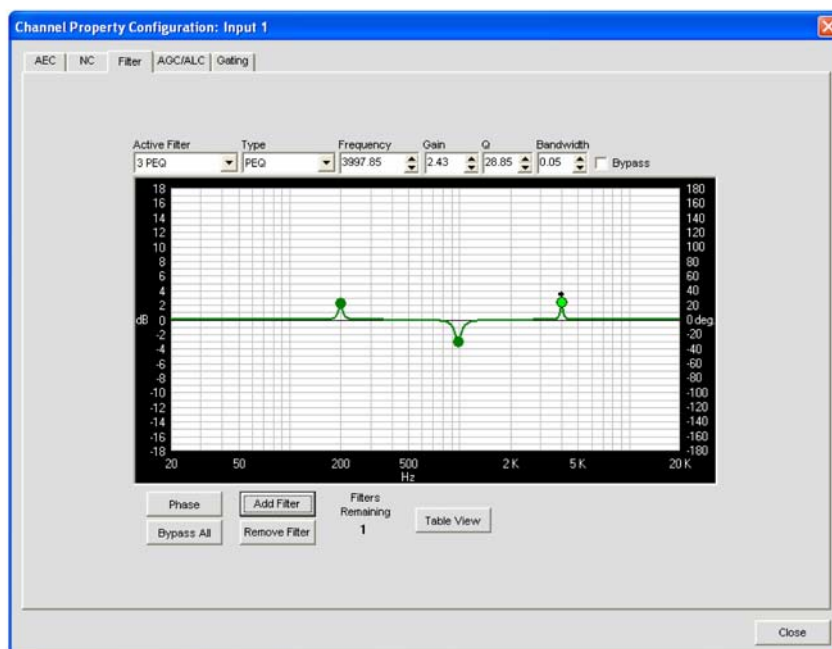 Channel Property Configuration: Input 1
AEC NC Filter AGC/ALC Gating
Active Filter Type Frequency Gain Q Bandwidth
3 PEQ PEQ 3997.85 2.43 28.85 0.05 Bypass
18 180
16 160
14 140
12 120
10 100
8 80
6 60
4 40
2 20
dB 0 0 deg.
-2 -20
-4 -40
-6 -60
-8 -80
-10 -100
-12 -120
-14 -140
-16 -160
-18 -180
20 50 200 500 2 K 5 K 20 K
Hz
Phase Add Filter Filters Remaining 1 Table View
Bypass All Remove Filter
Close